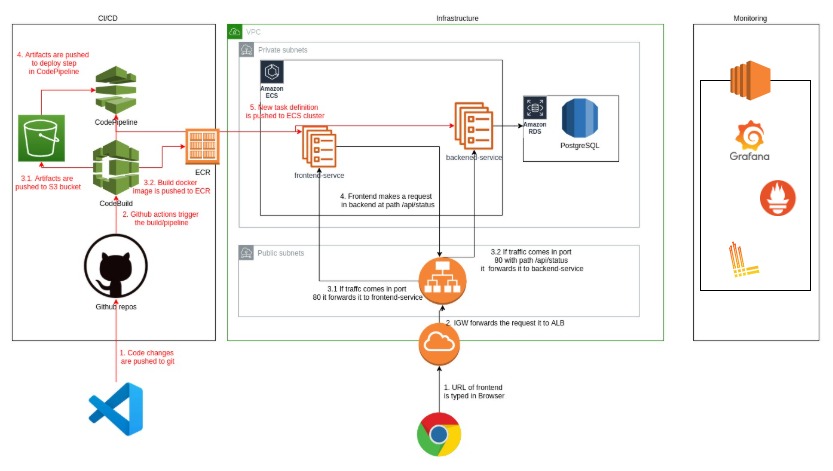 CI/CD
Infrastructure
Monitoring
VPC
Private subnets
4. Artifacts are pushed
to deploy step
in CodePipeline
Amazon
ECS
CodePipeline
5. New task definition
is pushed to ECS cluster
Amazon
RDS
PostgreSQL
Grafana
backened-service
frontend-servce
ECR
3.1. Artifacts are
pushed to S3 bucket
3.2. Build docker
image is pushed to ECR
CodeBuild
2. Github actions trigger
the build/pipeline
4. Frontend makes a request
in backend at path /api/status
Public subnets
3.2 If traffic comes in port
80 with path /api/status
it forwards it to backend-service
3.1 If traffc comes in port
80 it forwards it to frontend-service
Github repos
2. IGW forwards the request it to ALB
1. Code changes
are pushed to git
1. URL of frontend
is typed in Browser